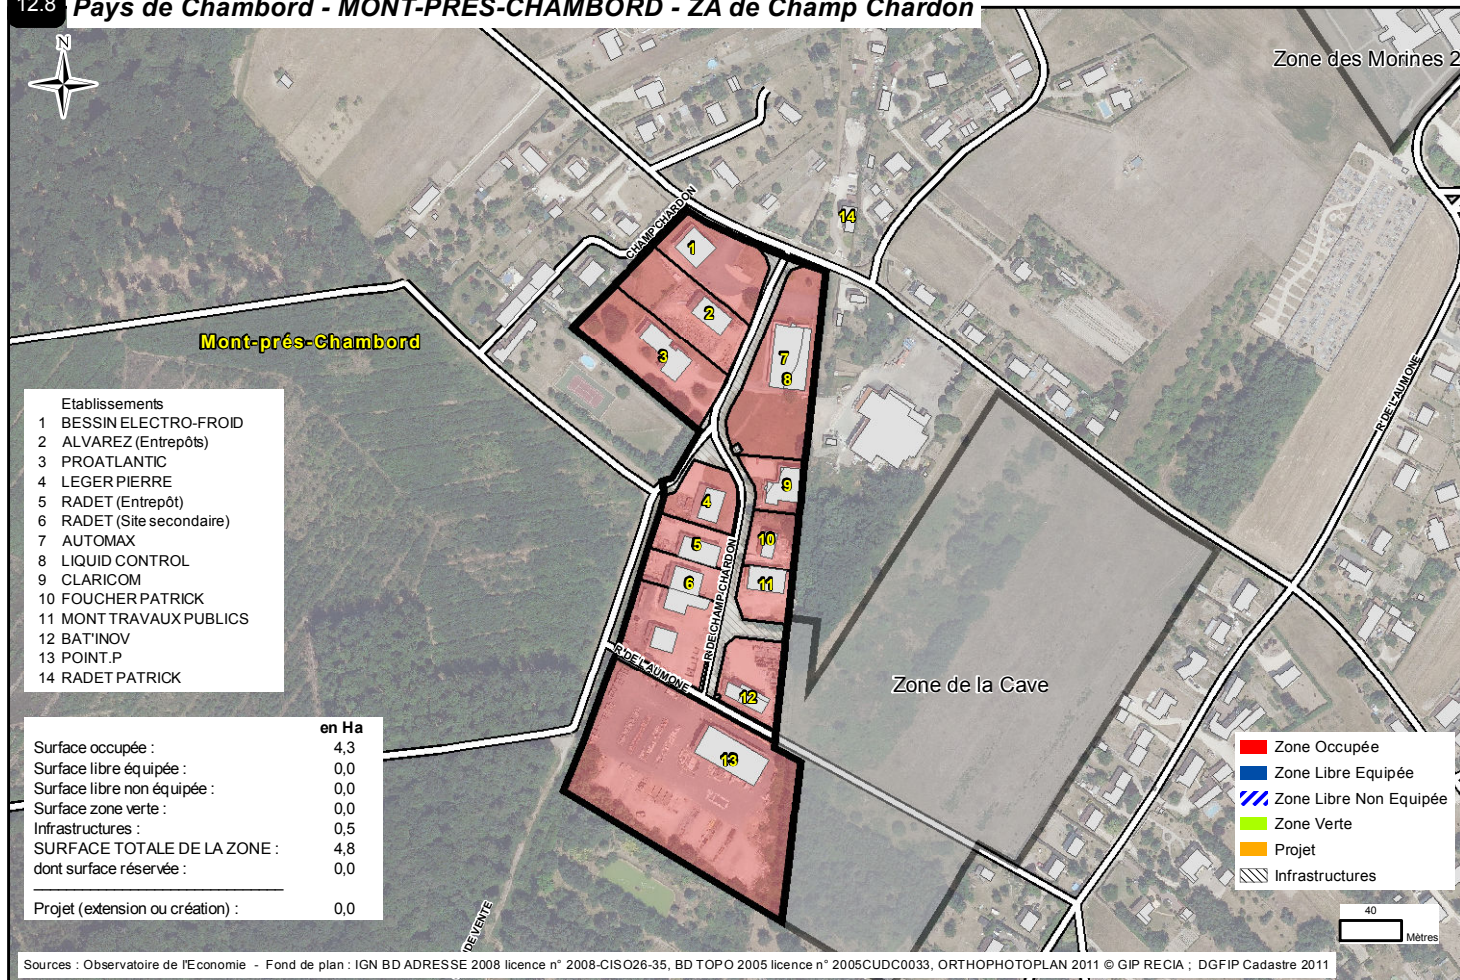 12.8 Pays de Chambord - MONT-PRES-CHAMBORD - ZA de Champ Chardon
N
Zone des Morines 2
CHAMP CHARDON
14
1
2
3
7
8
Mont-prés-Chambord
R DE L'AUMONE
Etablissements
1 BESSIN ELECTRO-FROID
2 ALVAREZ (Entrepôts)
3 PROATLANTIC
4 LEGER PIERRE
5 RADET (Entrepôt)
6 RADET (Site secondaire)
7 AUTOMAX
8 LIQUID CONTROL
9 CLARICOM
10 FOUCHER PATRICK
11 MONT TRAVAUX PUBLICS
12 BAT'INOV
13 POINT.P
14 RADET PATRICK
9
4
10
5
11
6
R DE CHAMP CHARDON
R DE L'AUMONE
12
13
Zone de la Cave
en Ha
Surface occupée : 4,3
Surface libre équipée : 0,0
Surface libre non équipée : 0,0
Surface zone verte : 0,0
Infrastructures : 0,5
SURFACE TOTALE DE LA ZONE : 4,8
dont surface réservée : 0,0
Projet (extension ou création) : 0,0
Zone Occupée
Zone Libre Equipée
Zone Libre Non Equipée
Zone Verte
Projet
Infrastructures
40
Mètres
DE VENTE
Sources : Observatoire de l'Economie - Fond de plan : IGN BD ADRESSE 2008 licence n° 2008-CISO26-35, BD TOPO 2005 licence n° 2005CUDC0033, ORTHOPHOTOPLAN 2011 © GIP RECIA ; DGFIP Cadastre 2011